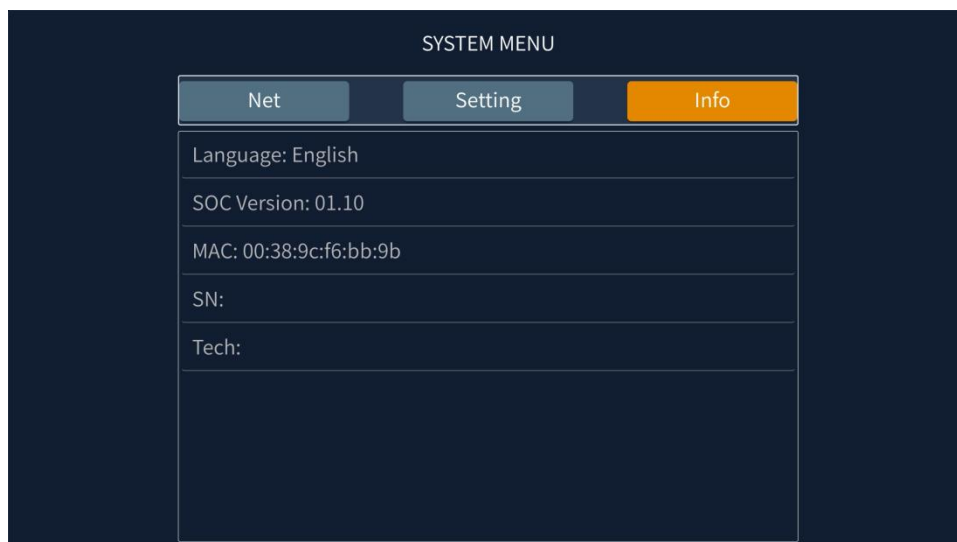 SYSTEM MENU
Net Setting Info
Language: English
SOC Version: 01.10
MAC: 00:38:9c:f6:bb:9b
SN:
Tech: